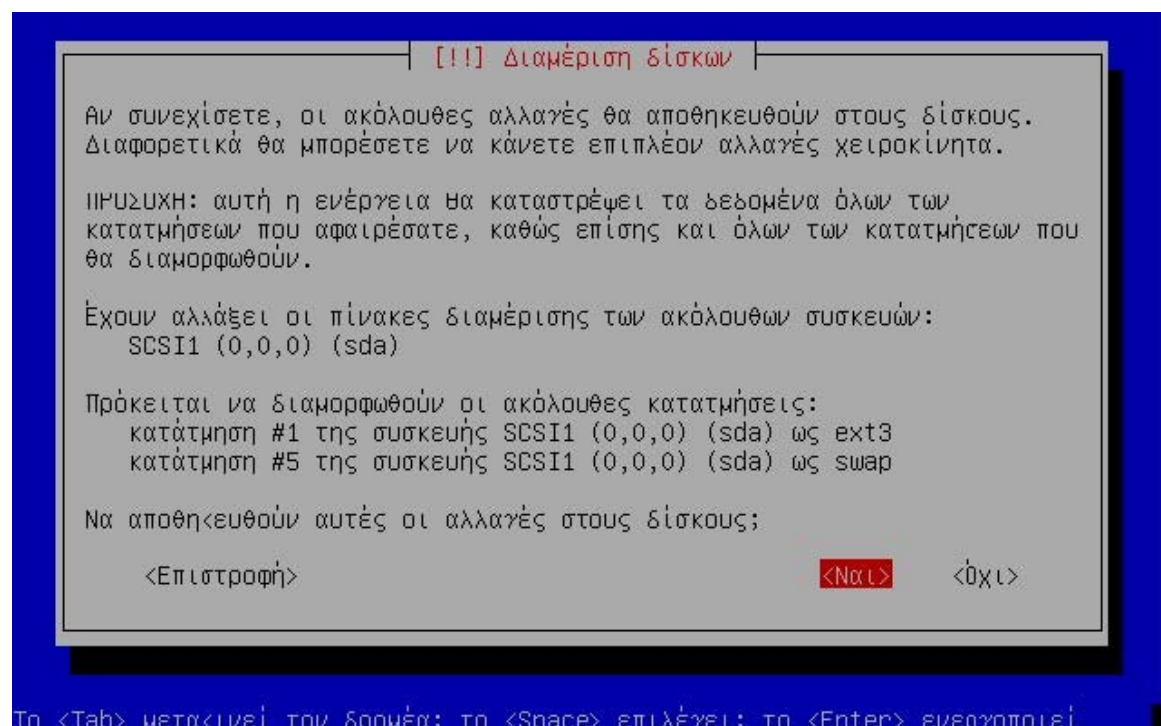 [!!] Διαμέριση δίσκων
Αν συνεχίσετε, οι ακόλουθες αλλαγές θα αποθηκευθούν στους δίσκους.
Διαφορετικά θα μπορέσετε να κάνετε επιπλέον αλλαγές χειροκίνητα.
ΠΡΟΣΟΧΗ: αυτή η ενέργεια θα καταστρέψει τα δεδομένα όλων των
κατατμήσεων που αφαιρέσατε, καθώς επίσης και όλων των κατατμήσεων που
θα διαμορφωθούν.
Έχουν αλλάξει οι πίνακες διαμέρισης των ακόλουθων συσκευών:
SCSI1 (0,0,0) (sda)
Πρόκειται να διαμορφωθούν οι ακόλουθες κατατμήσεις:
κατάτμηση #1 της συσκευής SCSI1 (0,0,0) (sda) ως ext3
κατάτμηση #5 της συσκευής SCSI1 (0,0,0) (sda) ως swap
Να αποθηκευθούν αυτές οι αλλαγές στους δίσκους;
<Επιστροφή> <Ναι> <Όχι>
Το <Tab> μετακινεί τον δρομέα; το <Space> επιλέγει; το <Enter> ενεργοποιεί